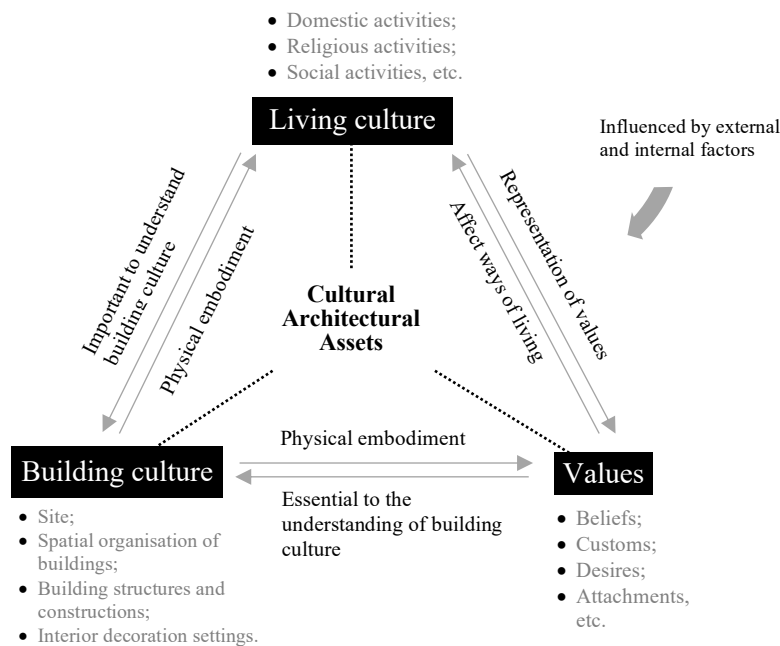 • Domestic activities;
• Religious activities;
• Social activities, etc.
Living culture
Influenced by external
and internal factors
Important to understand
building culture
Physical embodiment
Representation of values
Affect ways of living
Cultural
Architectural
Assets
Building culture
Physical embodiment
Essential to the
understanding of building
culture
Values
• Site;
• Spatial organisation of
buildings;
• Building structures and
constructions;
• Interior decoration settings.
• Beliefs;
• Customs;
• Desires;
• Attachments,
etc.